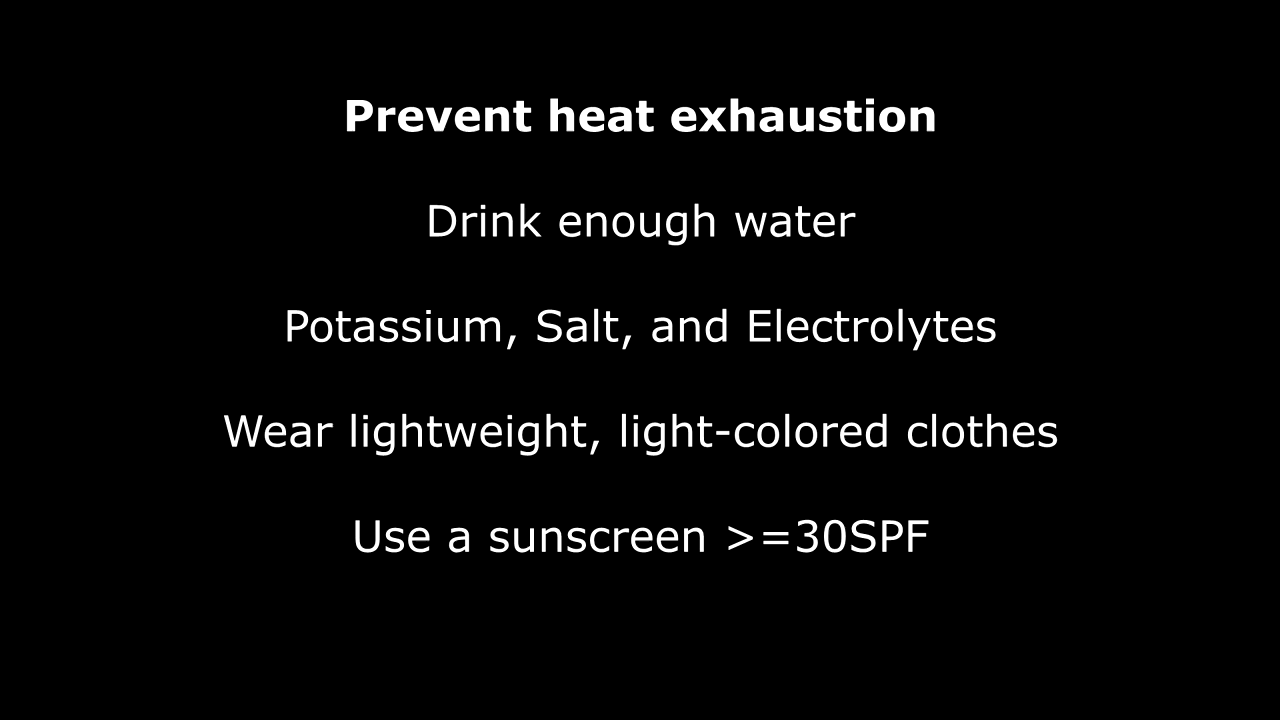 Prevent heat exhaustion
Drink enough water
Potassium, Salt, and Electrolytes
Wear lightweight, light-colored clothes
Use a sunscreen >=30SPF